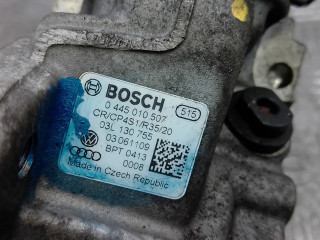 BOSCH
515
0 445 010 507
CR/CP4S1/R35/20
03L 130 755
03061109
BPT 0413
0008
Made in Czech Republic